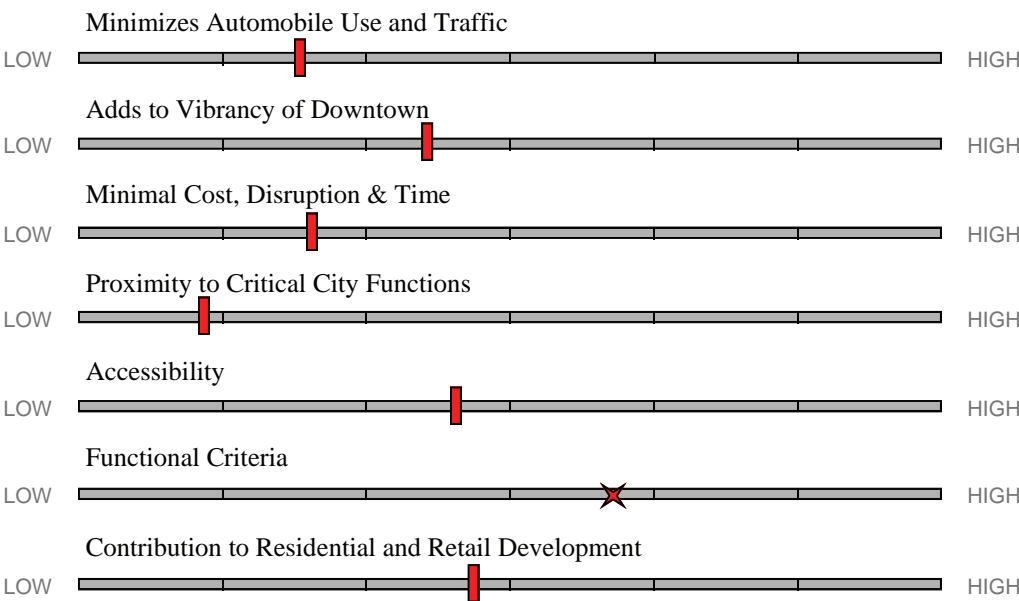 Minimizes Automobile Use and Traffic
LOW HIGH
Adds to Vibrancy of Downtown
LOW HIGH
Minimal Cost, Disruption & Time
LOW HIGH
Proximity to Critical City Functions
LOW HIGH
Accessibility
LOW HIGH
Functional Criteria
LOW HIGH
Contribution to Residential and Retail Development
LOW HIGH